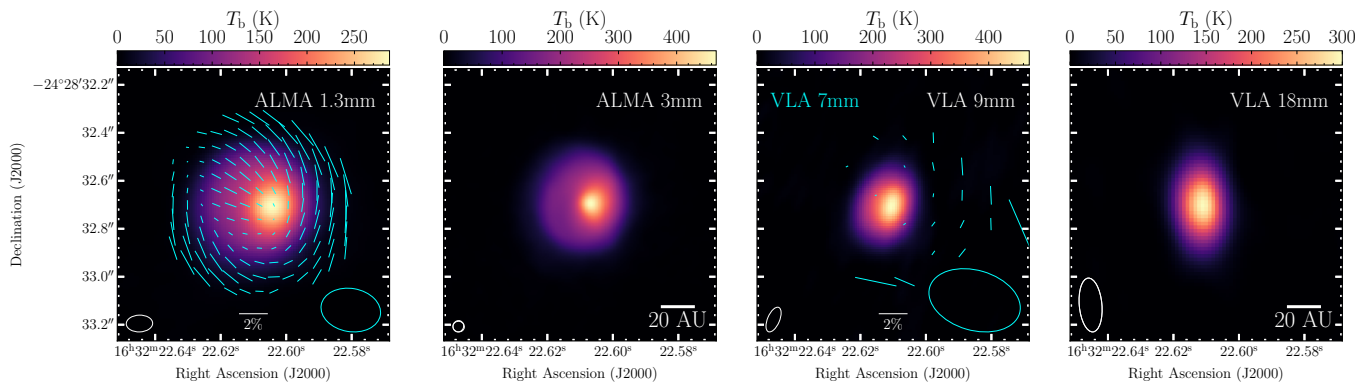 T_b (K)
0 50 100 150 200 250
ALMA 1.3mm
−24°28′32.2″
32.4″
32.6″
32.8″
33.0″
33.2″
Declination (J2000)
2%
16ʰ32ᵐ22.64ˢ 22.62ˢ 22.60ˢ 22.58ˢ
Right Ascension (J2000)
T_b (K)
0 100 200 300 400
ALMA 3mm
20 AU
16ʰ32ᵐ22.64ˢ 22.62ˢ 22.60ˢ 22.58ˢ
Right Ascension (J2000)
T_b (K)
0 100 200 300 400
VLA 7mm VLA 9mm
2%
16ʰ32ᵐ22.64ˢ 22.62ˢ 22.60ˢ 22.58ˢ
Right Ascension (J2000)
T_b (K)
0 50 100 150 200 250 300
VLA 18mm
20 AU
16ʰ32ᵐ22.64ˢ 22.62ˢ 22.60ˢ 22.58ˢ
Right Ascension (J2000)